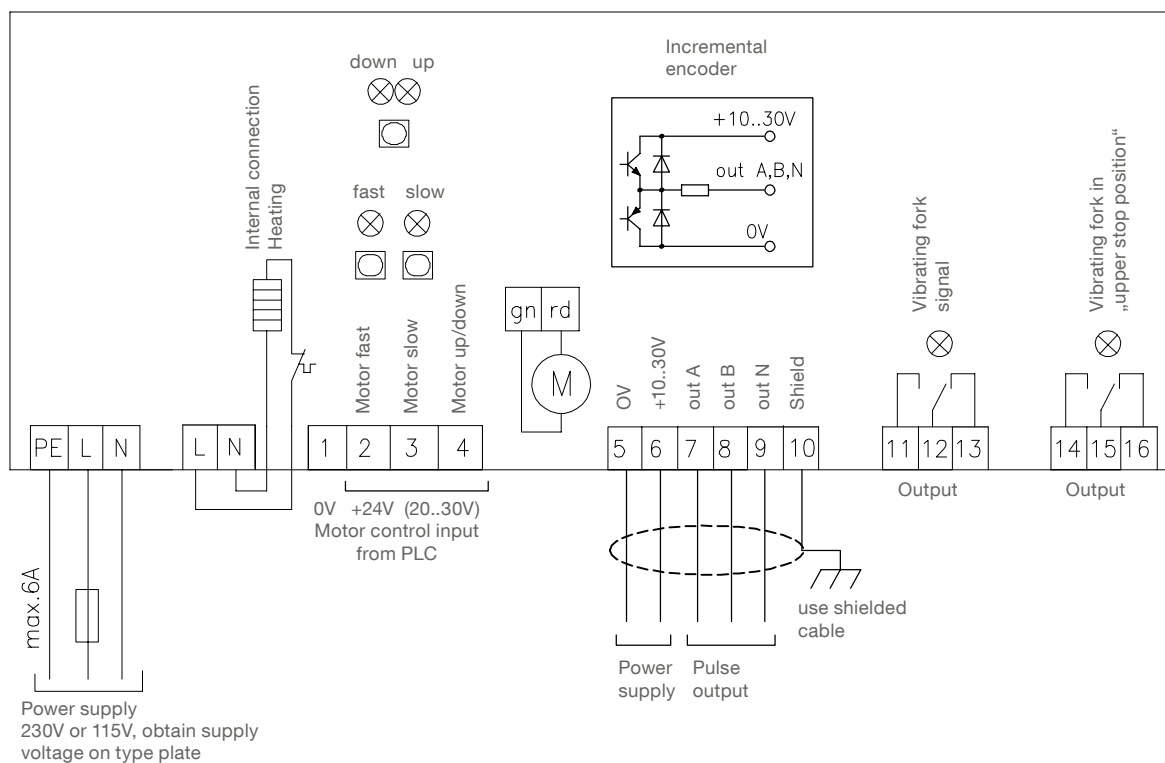 down up
Incremental
encoder
+10..30V
out A,B,N
0V
Internal connection
Heating
fast slow
Motor fast
Motor slow
Motor up/down
gn rd
M
0V
+10..30V
out A
out B
out N
Shield
Vibrating fork
signal
Vibrating fork in
„upper stop position“
PE L N
L N
1 2 3 4
5 6 7 8 9 10
11 12 13
14 15 16
0V +24V (20..30V)
Motor control input
from PLC
Output
Output
max.6A
use shielded
cable
Power
supply
Pulse
output
Power supply
230V or 115V, obtain supply
voltage on type plate